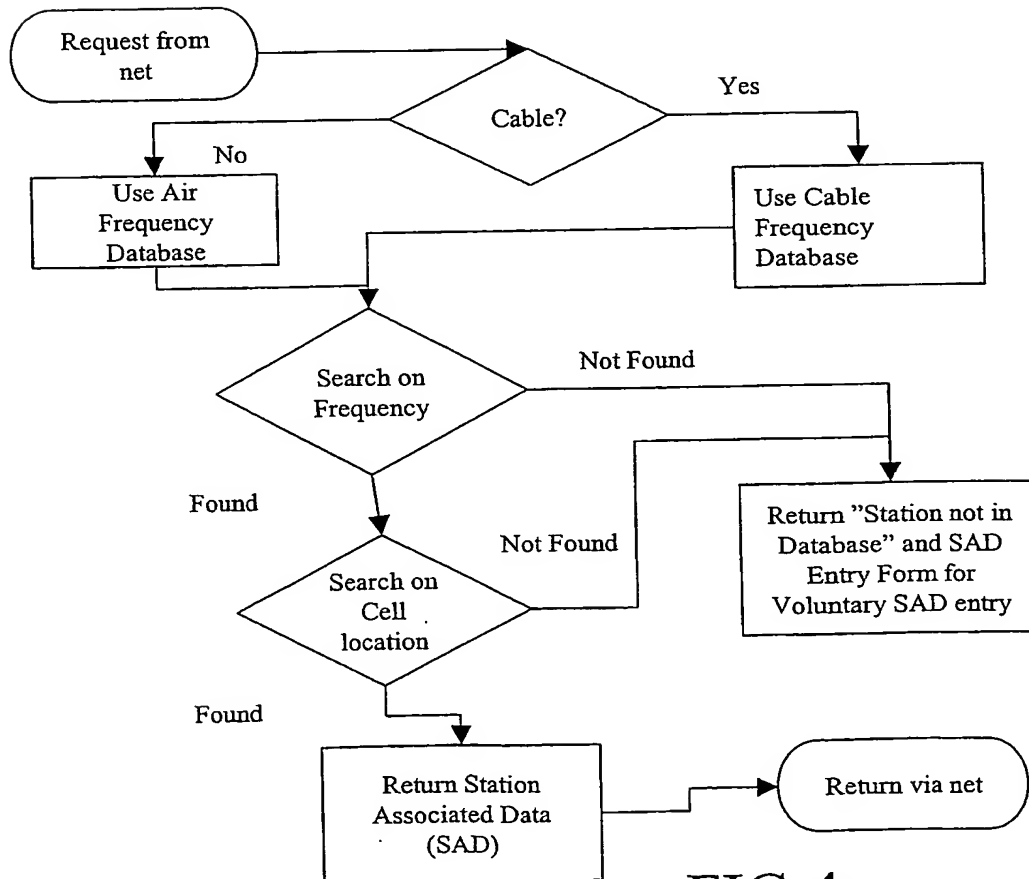 Request from
net
Cable?
Yes
No
Use Air
Frequency
Database
Use Cable
Frequency
Database
Search on
Frequency
Not Found
Found
Search on
Cell
location
Not Found
Return ”Station not in
Database” and SAD
Entry Form for
Voluntary SAD entry
Found
Return Station
Associated Data
(SAD)
Return via net